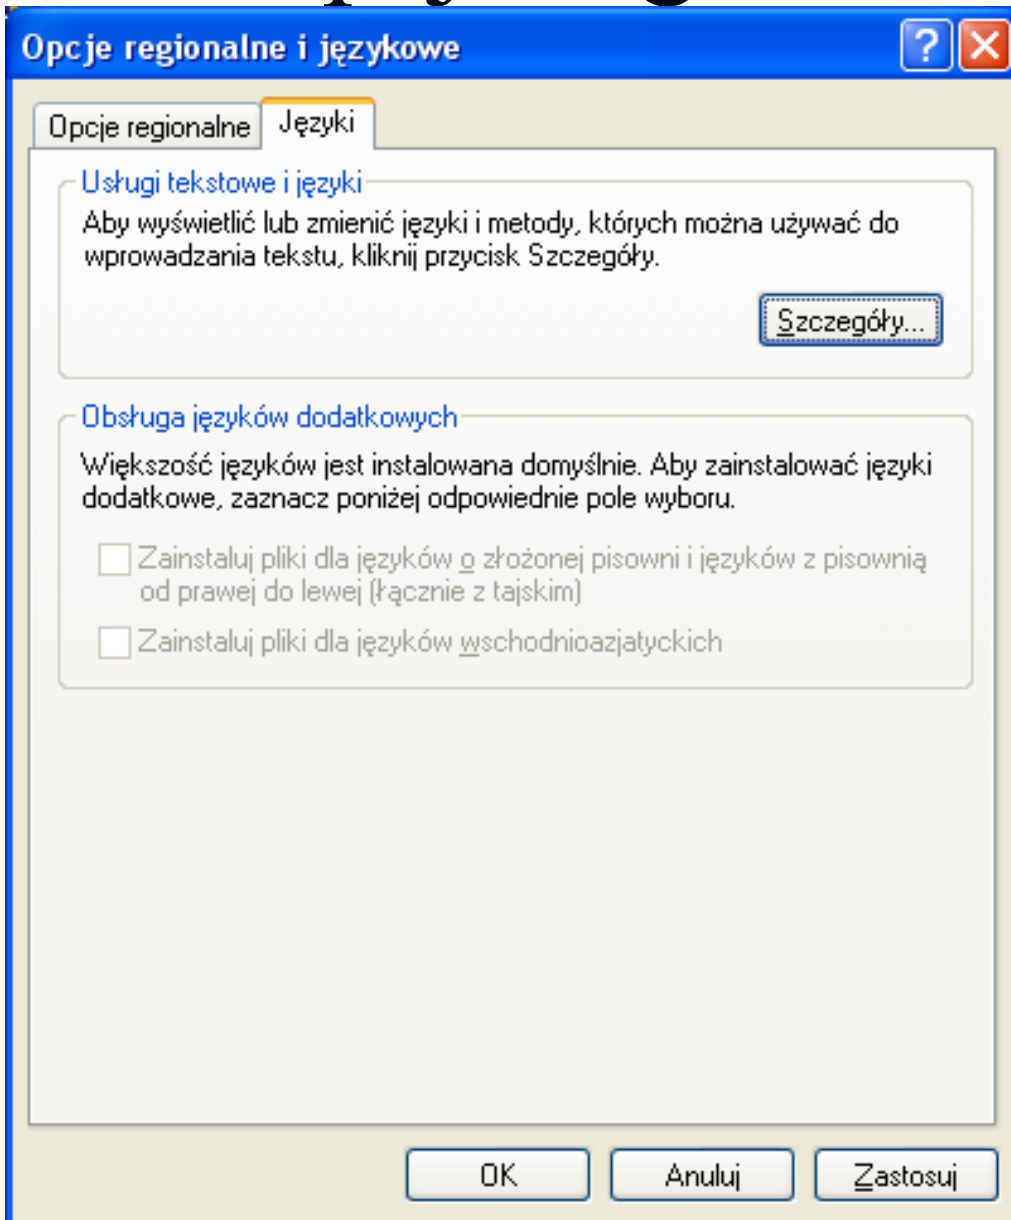 Opcje regionalne i językowe
Opcje regionalne
Języki
Usługi tekstowe i języki
Aby wyświetlić lub zmienić języki i metody, których można używać do
wprowadzania tekstu, kliknij przycisk Szczegóły.
Szczegóły...
Obsługa języków dodatkowych
Większość języków jest instalowana domyślnie. Aby zainstalować języki
dodatkowe, zaznacz poniżej odpowiednie pole wyboru.
Zainstaluj pliki dla języków o złożonej pisowni i języków z pisownią
od prawej do lewej (łącznie z tajskim)
Zainstaluj pliki dla języków wschodnioazjatyckich
OK
Anuluj
Zastosuj